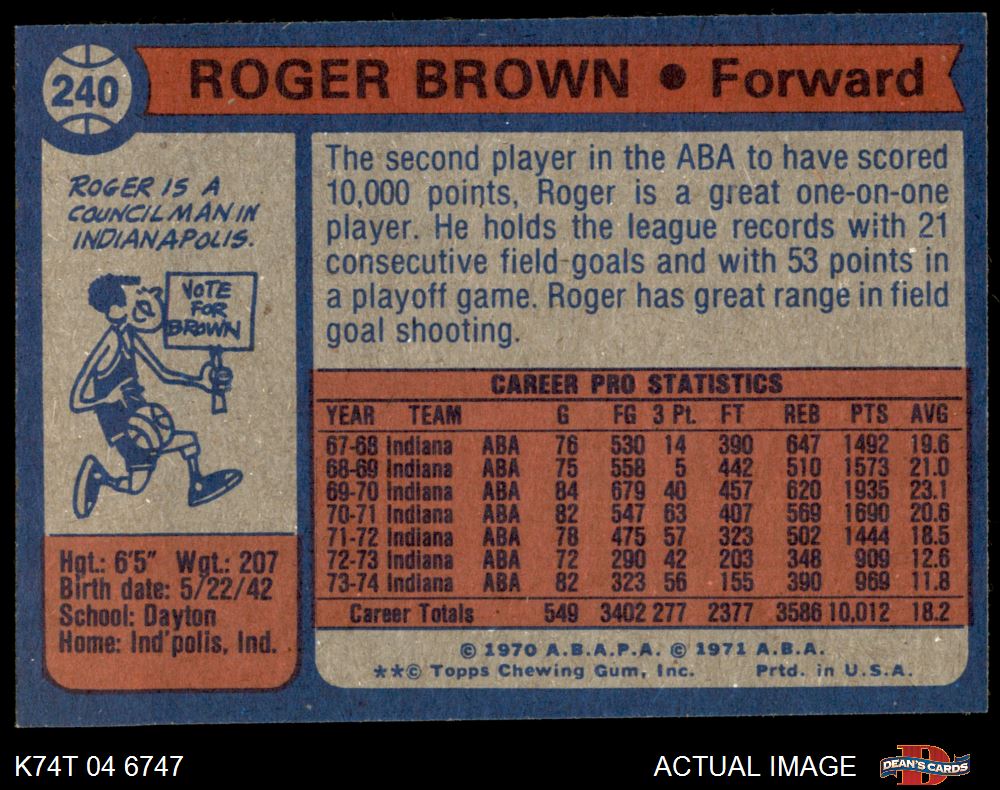 240
ROGER BROWN • Forward
ROGER IS A
COUNCILMAN IN
INDIANAPOLIS.
VOTE
FOR
BROWN
Hgt.: 6'5" Wgt.: 207
Birth date: 5/22/42
School: Dayton
Home: Ind'polis, Ind.
The second player in the ABA to have scored
10,000 points, Roger is a great one-on-one
player. He holds the league records with 21
consecutive field goals and with 53 points in
a playoff game. Roger has great range in field
goal shooting.
CAREER PRO STATISTICS
YEAR TEAM G FG 3 Pt. FT REB PTS AVG
67-68 Indiana ABA 76 530 14 390 647 1492 19.6
68-69 Indiana ABA 75 558 5 442 510 1573 21.0
69-70 Indiana ABA 84 679 40 457 620 1935 23.1
70-71 Indiana ABA 82 547 63 407 569 1690 20.6
71-72 Indiana ABA 78 475 57 323 502 1444 18.5
72-73 Indiana ABA 72 290 42 203 348 909 12.6
73-74 Indiana ABA 82 323 56 155 390 969 11.8
Career Totals 549 3402 277 2377 3586 10,012 18.2
© 1970 A.B.A.P.A. © 1971 A.B.A.
**© Topps Chewing Gum, Inc. Prtd. in U.S.A.
K74T 04 6747
ACTUAL IMAGE
D
DEAN'S CARDS